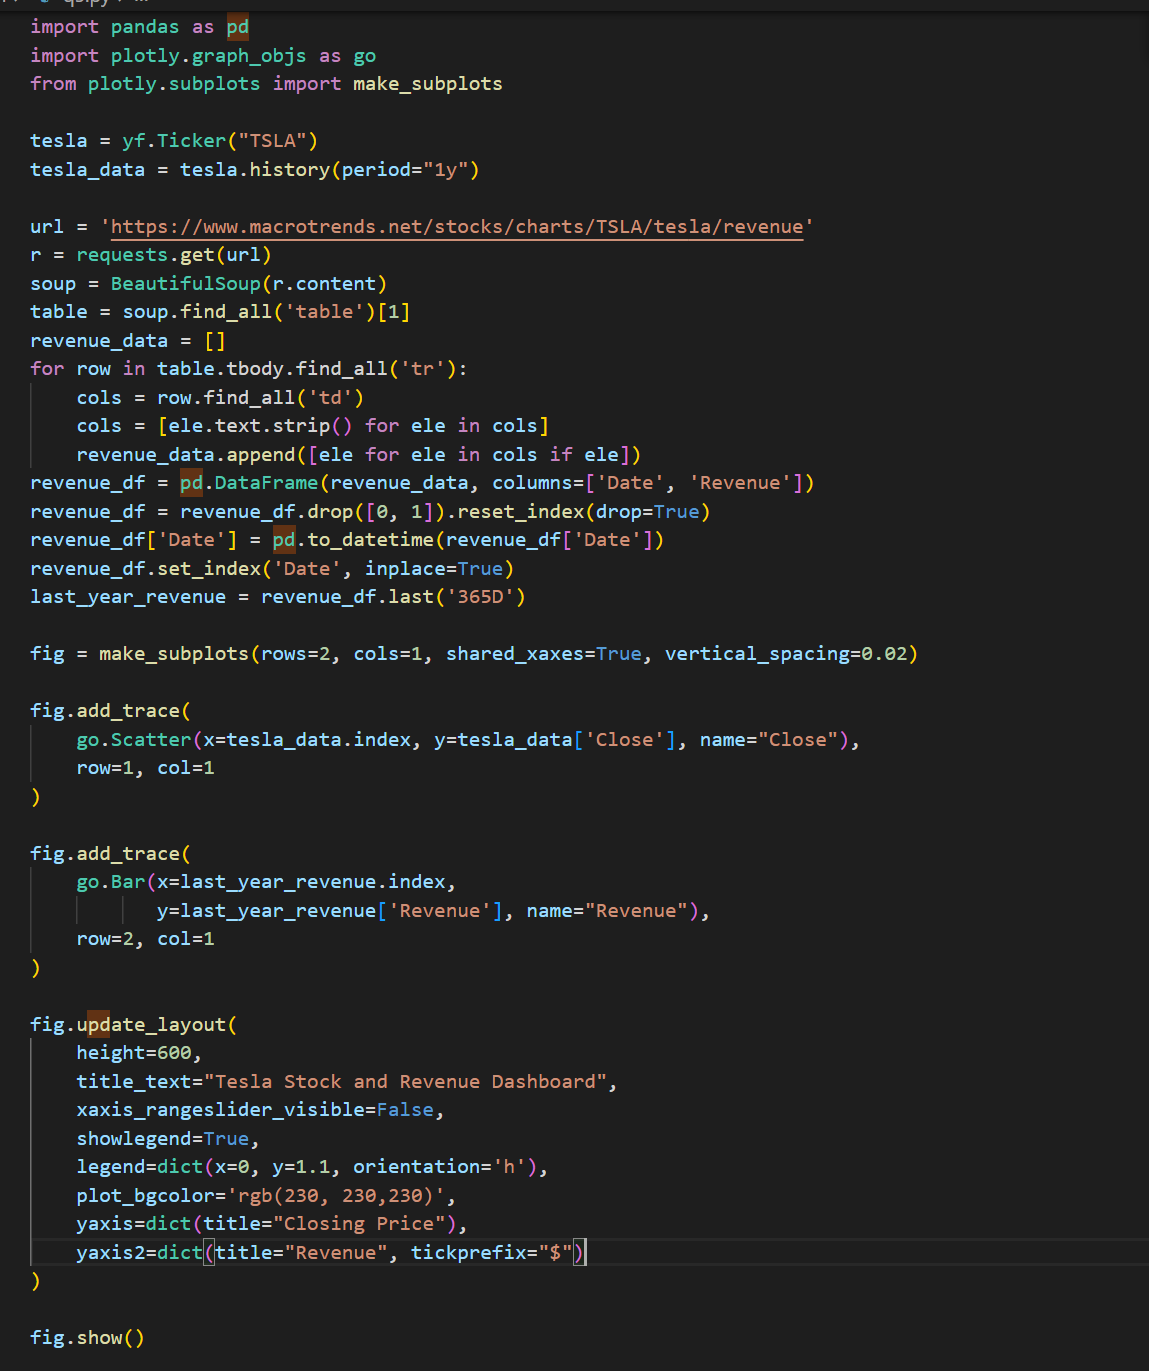 import pandas as pd
import plotly.graph_objs as go
from plotly.subplots import make_subplots

tesla = yf.Ticker("TSLA")
tesla_data = tesla.history(period="1y")

url = 'https://www.macrotrends.net/stocks/charts/TSLA/tesla/revenue'
r = requests.get(url)
soup = BeautifulSoup(r.content)
table = soup.find_all('table')[1]
revenue_data = []
for row in table.tbody.find_all('tr'):
    cols = row.find_all('td')
    cols = [ele.text.strip() for ele in cols]
    revenue_data.append([ele for ele in cols if ele])
revenue_df = pd.DataFrame(revenue_data, columns=['Date', 'Revenue'])
revenue_df = revenue_df.drop([0, 1]).reset_index(drop=True)
revenue_df['Date'] = pd.to_datetime(revenue_df['Date'])
revenue_df.set_index('Date', inplace=True)
last_year_revenue = revenue_df.last('365D')

fig = make_subplots(rows=2, cols=1, shared_xaxes=True, vertical_spacing=0.02)

fig.add_trace(
    go.Scatter(x=tesla_data.index, y=tesla_data['Close'], name="Close"),
    row=1, col=1
)

fig.add_trace(
    go.Bar(x=last_year_revenue.index,
           y=last_year_revenue['Revenue'], name="Revenue"),
    row=2, col=1
)

fig.update_layout(
    height=600,
    title_text="Tesla Stock and Revenue Dashboard",
    xaxis_rangeslider_visible=False,
    showlegend=True,
    legend=dict(x=0, y=1.1, orientation='h'),
    plot_bgcolor='rgb(230, 230,230)',
    yaxis=dict(title="Closing Price"),
    yaxis2=dict(title="Revenue", tickprefix="$")
)

fig.show()